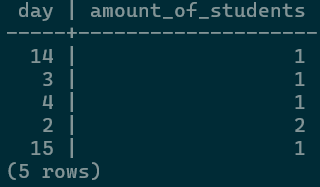 day | amount_of_students
-----+--------------------
  14 |                  1
   3 |                  1
   4 |                  1
   2 |                  2
  15 |                  1
(5 rows)